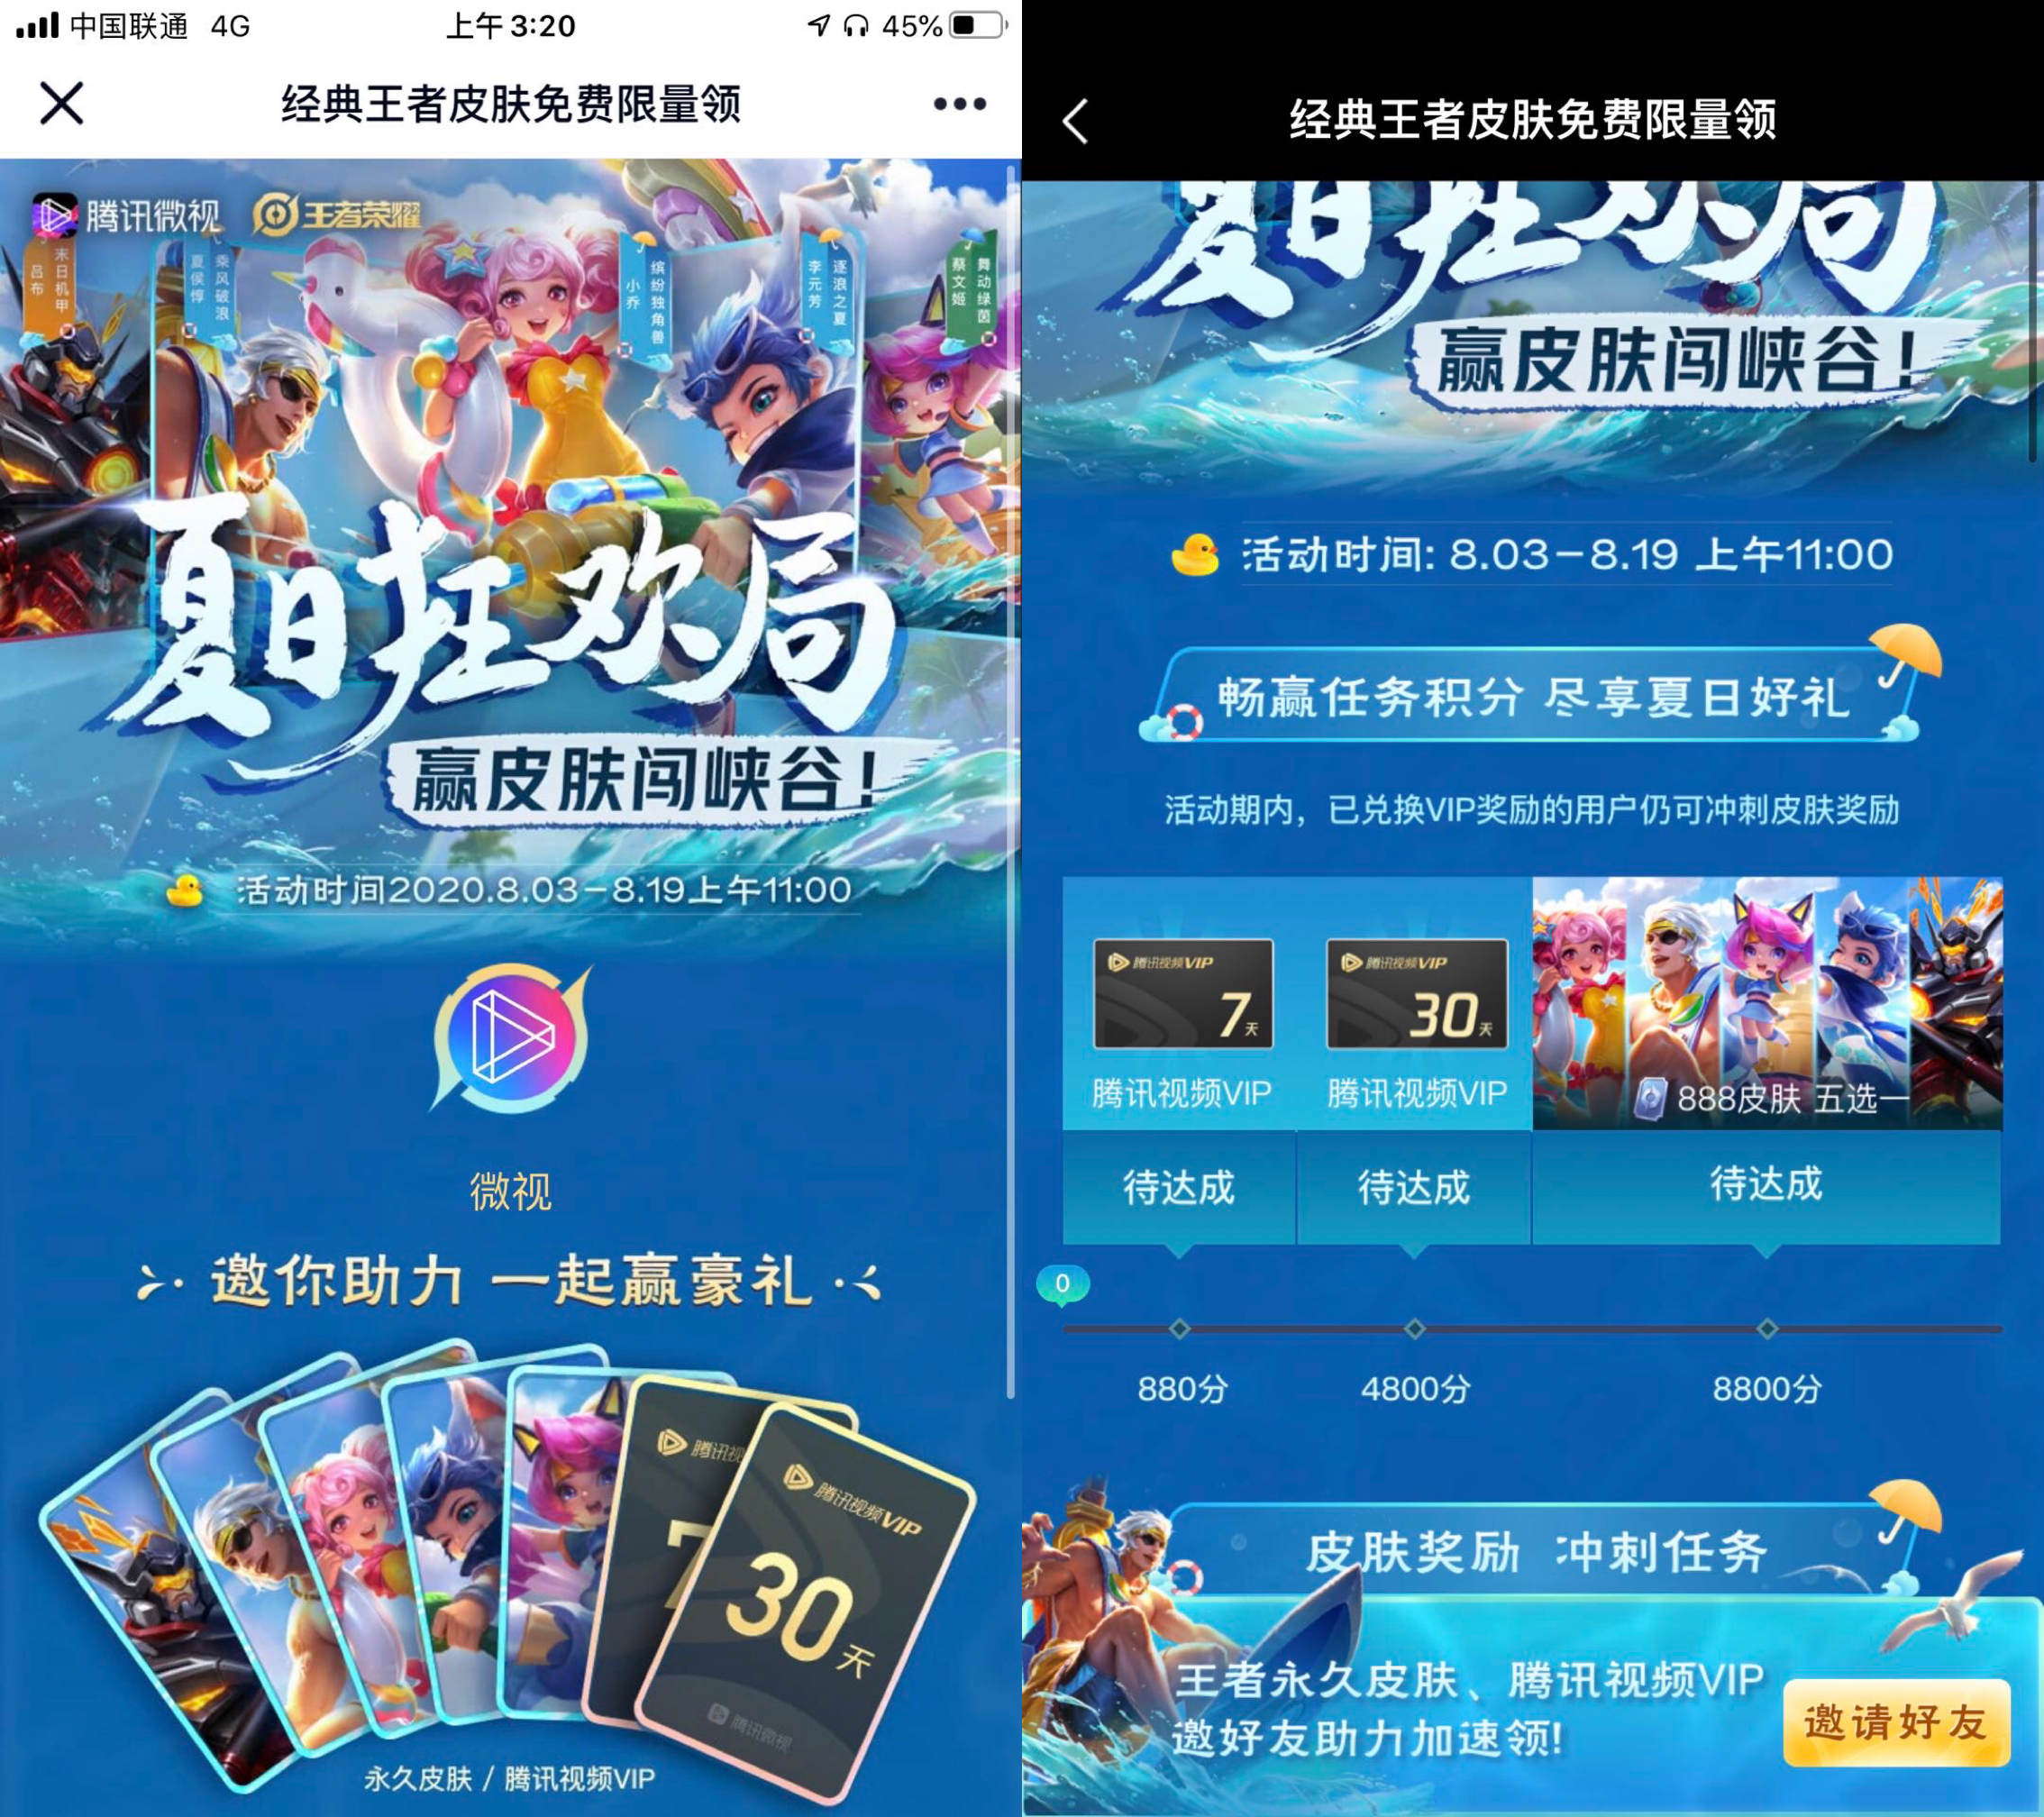 中国联通 4G
上午3:20
45%
经典王者皮肤免费限量领
腾讯微视
王者荣耀
末日机甲
吕布
乘风破浪
夏侯惇
缤纷独角兽
小乔
逐浪之夏
李元芳
舞动绿茵
蔡文姬
夏日狂欢局
赢皮肤闯峡谷!
活动时间2020.8.03-8.19上午11:00
微视
邀你助力 一起赢豪礼
腾讯视
7
腾讯视频VIP
30天
腾讯微视
永久皮肤 / 腾讯视频VIP
经典王者皮肤免费限量领
夏日狂欢局
赢皮肤闯峡谷!
活动时间: 8.03-8.19 上午11:00
畅赢任务积分 尽享夏日好礼
活动期内，已兑换VIP奖励的用户仍可冲刺皮肤奖励
腾讯视频VIP
7天
腾讯视频VIP
30天
腾讯视频VIP
腾讯视频VIP
888皮肤 五选一
待达成
待达成
待达成
0
880分
4800分
8800分
皮肤奖励 冲刺任务
王者永久皮肤、腾讯视频VIP
邀好友助力加速领!
邀请好友